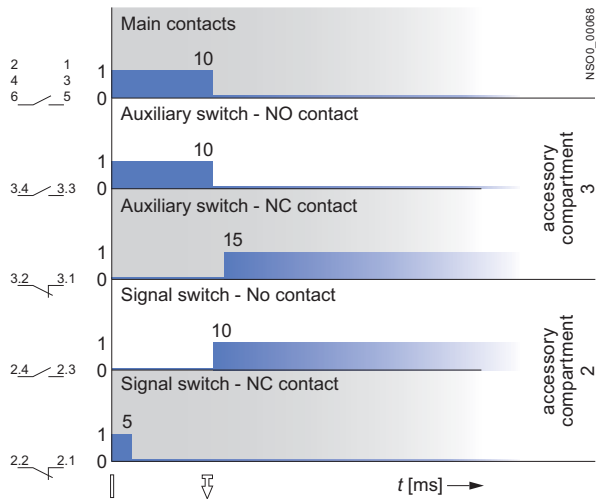 Main contacts
NSO0_00068
2 1
4 3
6 5
10
1
0
Auxiliary switch - NO contact
10
1
0
3.4 3.3
accessory
compartment
3
Auxiliary switch - NC contact
15
1
0
3.2 3.1
Signal switch - No contact
10
1
0
2.4 2.3
accessory
compartment
2
Signal switch - NC contact
5
1
0
2.2 2.1
t [ms]